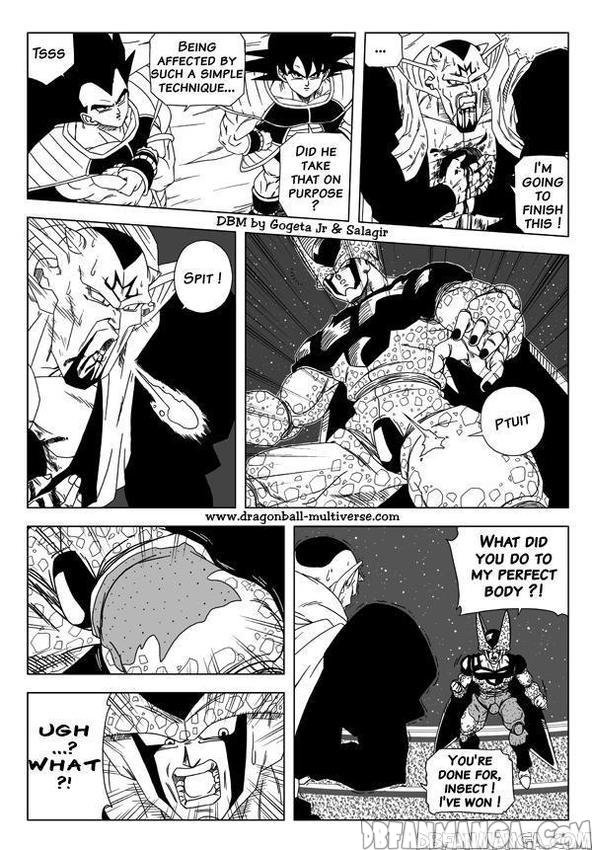 Tsss
Being
affected by
such a simple
technique...
Did he
take
that on
purpose
?
...
I'm
going to
finish
this !
DBM by Gogeta Jr & Salagir
Spit !
Ptuit
www.dragonball-multiverse.com
What did
you do to
my perfect
body ?!
Ugh
...?
What
?!
You're
done for,
insect !
I've won !
DBFANMANGA.COM